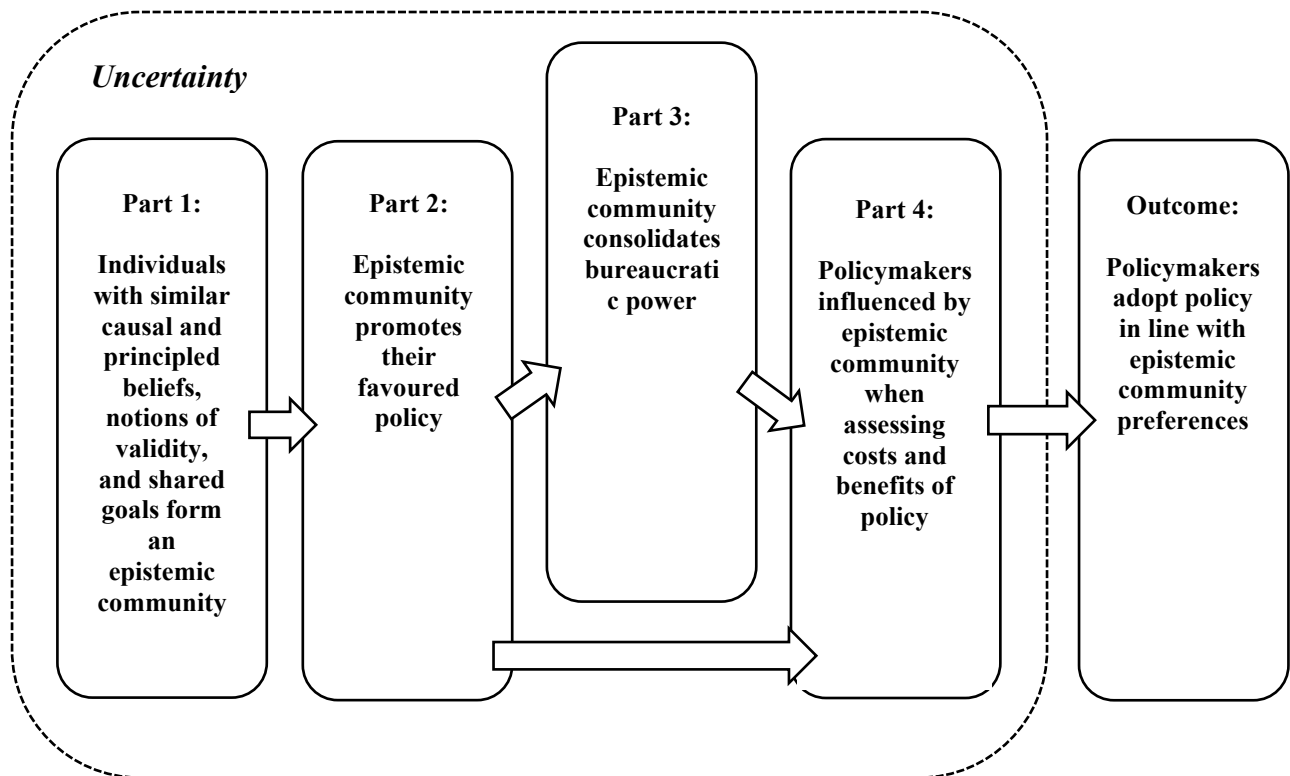 Uncertainty
Part 1:
Individuals
with similar
causal and
principled
beliefs,
notions of
validity,
and shared
goals form
an
epistemic
community
Part 2:
Epistemic
community
promotes
their
favoured
policy
Part 3:
Epistemic
community
consolidates
bureaucrati
c power
Part 4:
Policymakers
influenced by
epistemic
community
when
assessing
costs and
benefits of
policy
Outcome:
Policymakers
adopt policy
in line with
epistemic
community
preferences